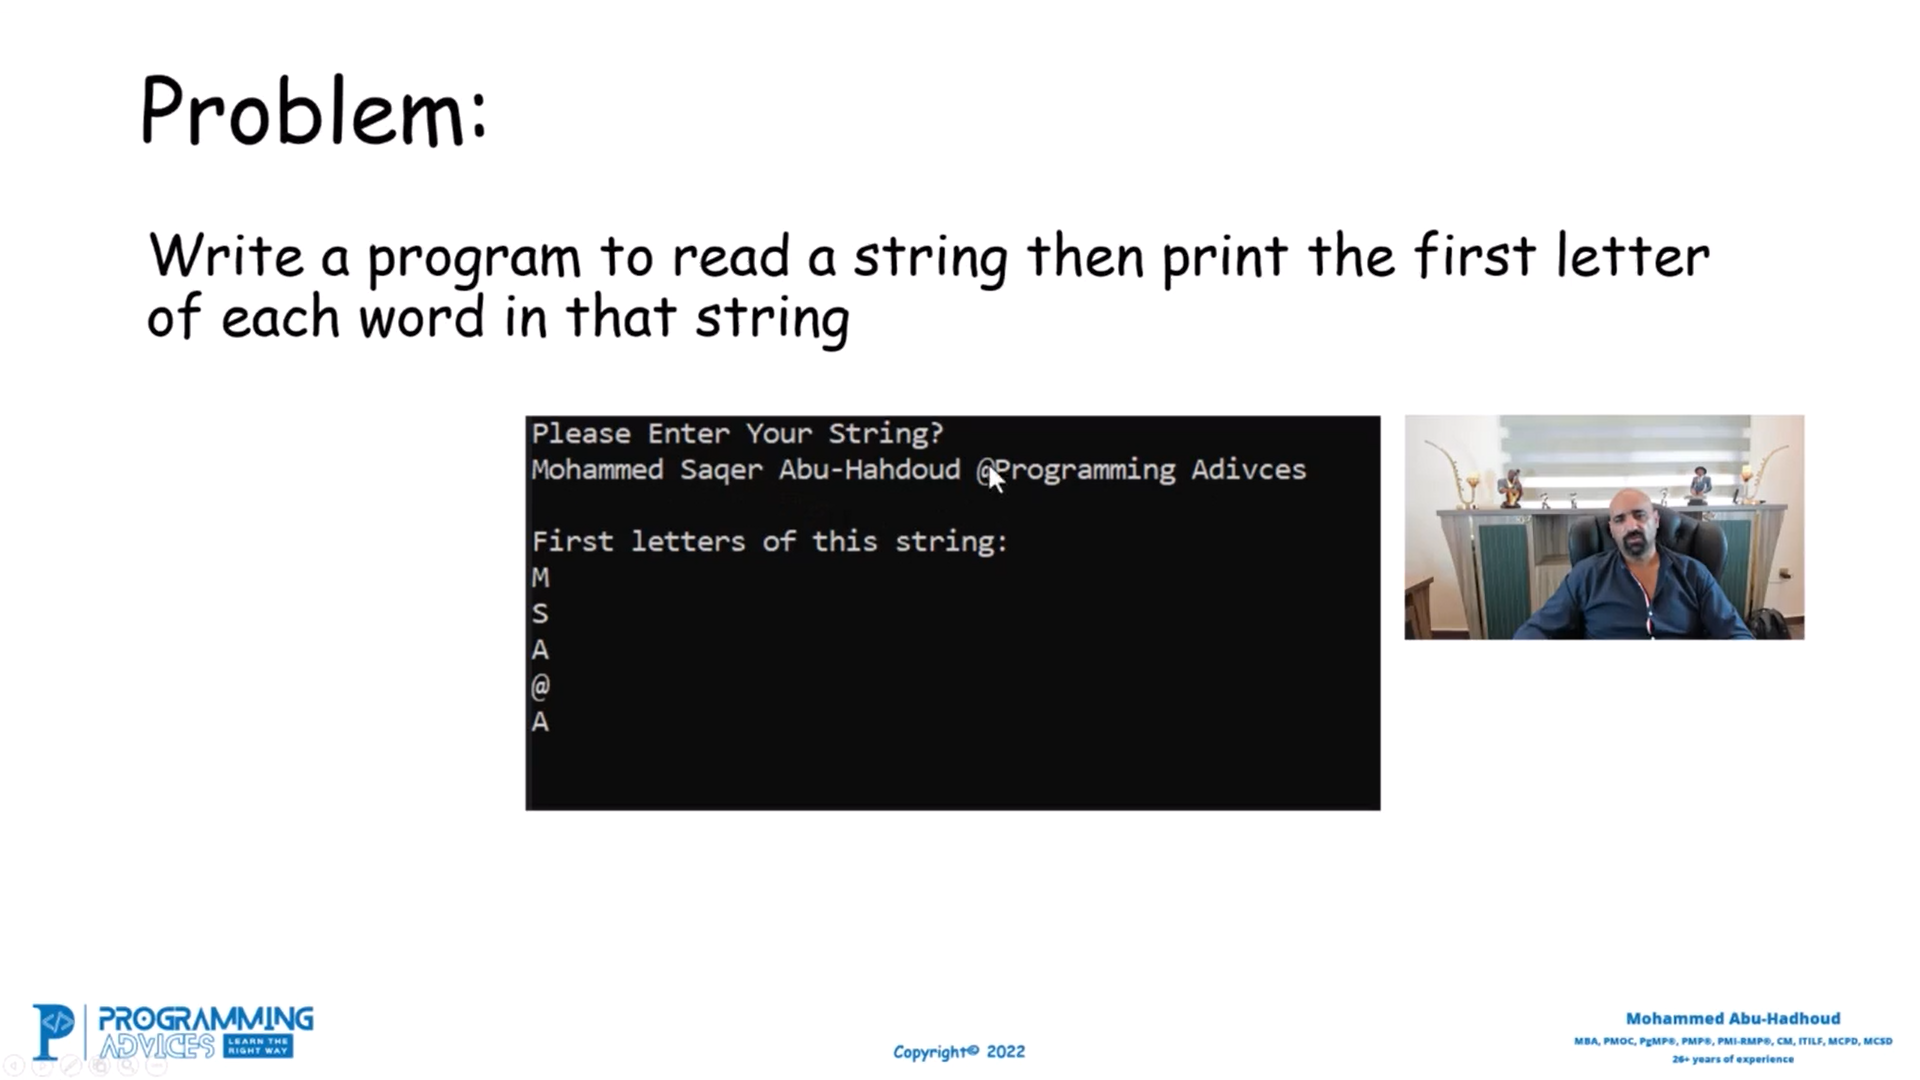 Problem:
Write a program to read a string then print the first letter
of each word in that string
Please Enter Your String?
Mohammed Saqer Abu-Hahdoud @Programming Adivces
First letters of this string:
M
S
A
@
A
PROGRAMMING
ADVICES
LEARN THE
RIGHT WAY
Copyright© 2022
Mohammed Abu-Hadhoud
MBA, PMOC, PgMP®, PMP®, PMI-RMP®, CM, ITILF, MCPD, MCSD
26+ years of experience